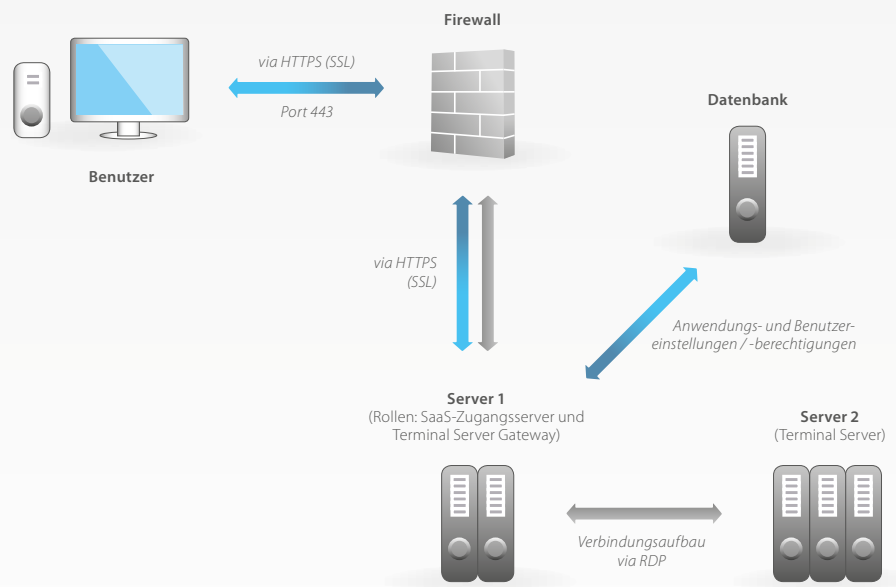 Firewall
via HTTPS (SSL)
Port 443
Benutzer
Datenbank
via HTTPS
(SSL)
Anwendungs- und Benutzer-
einstellungen / -berechtigungen
Server 1
(Rollen: SaaS-Zugangsserver und
Terminal Server Gateway)
Server 2
(Terminal Server)
Verbindungsaufbau
via RDP